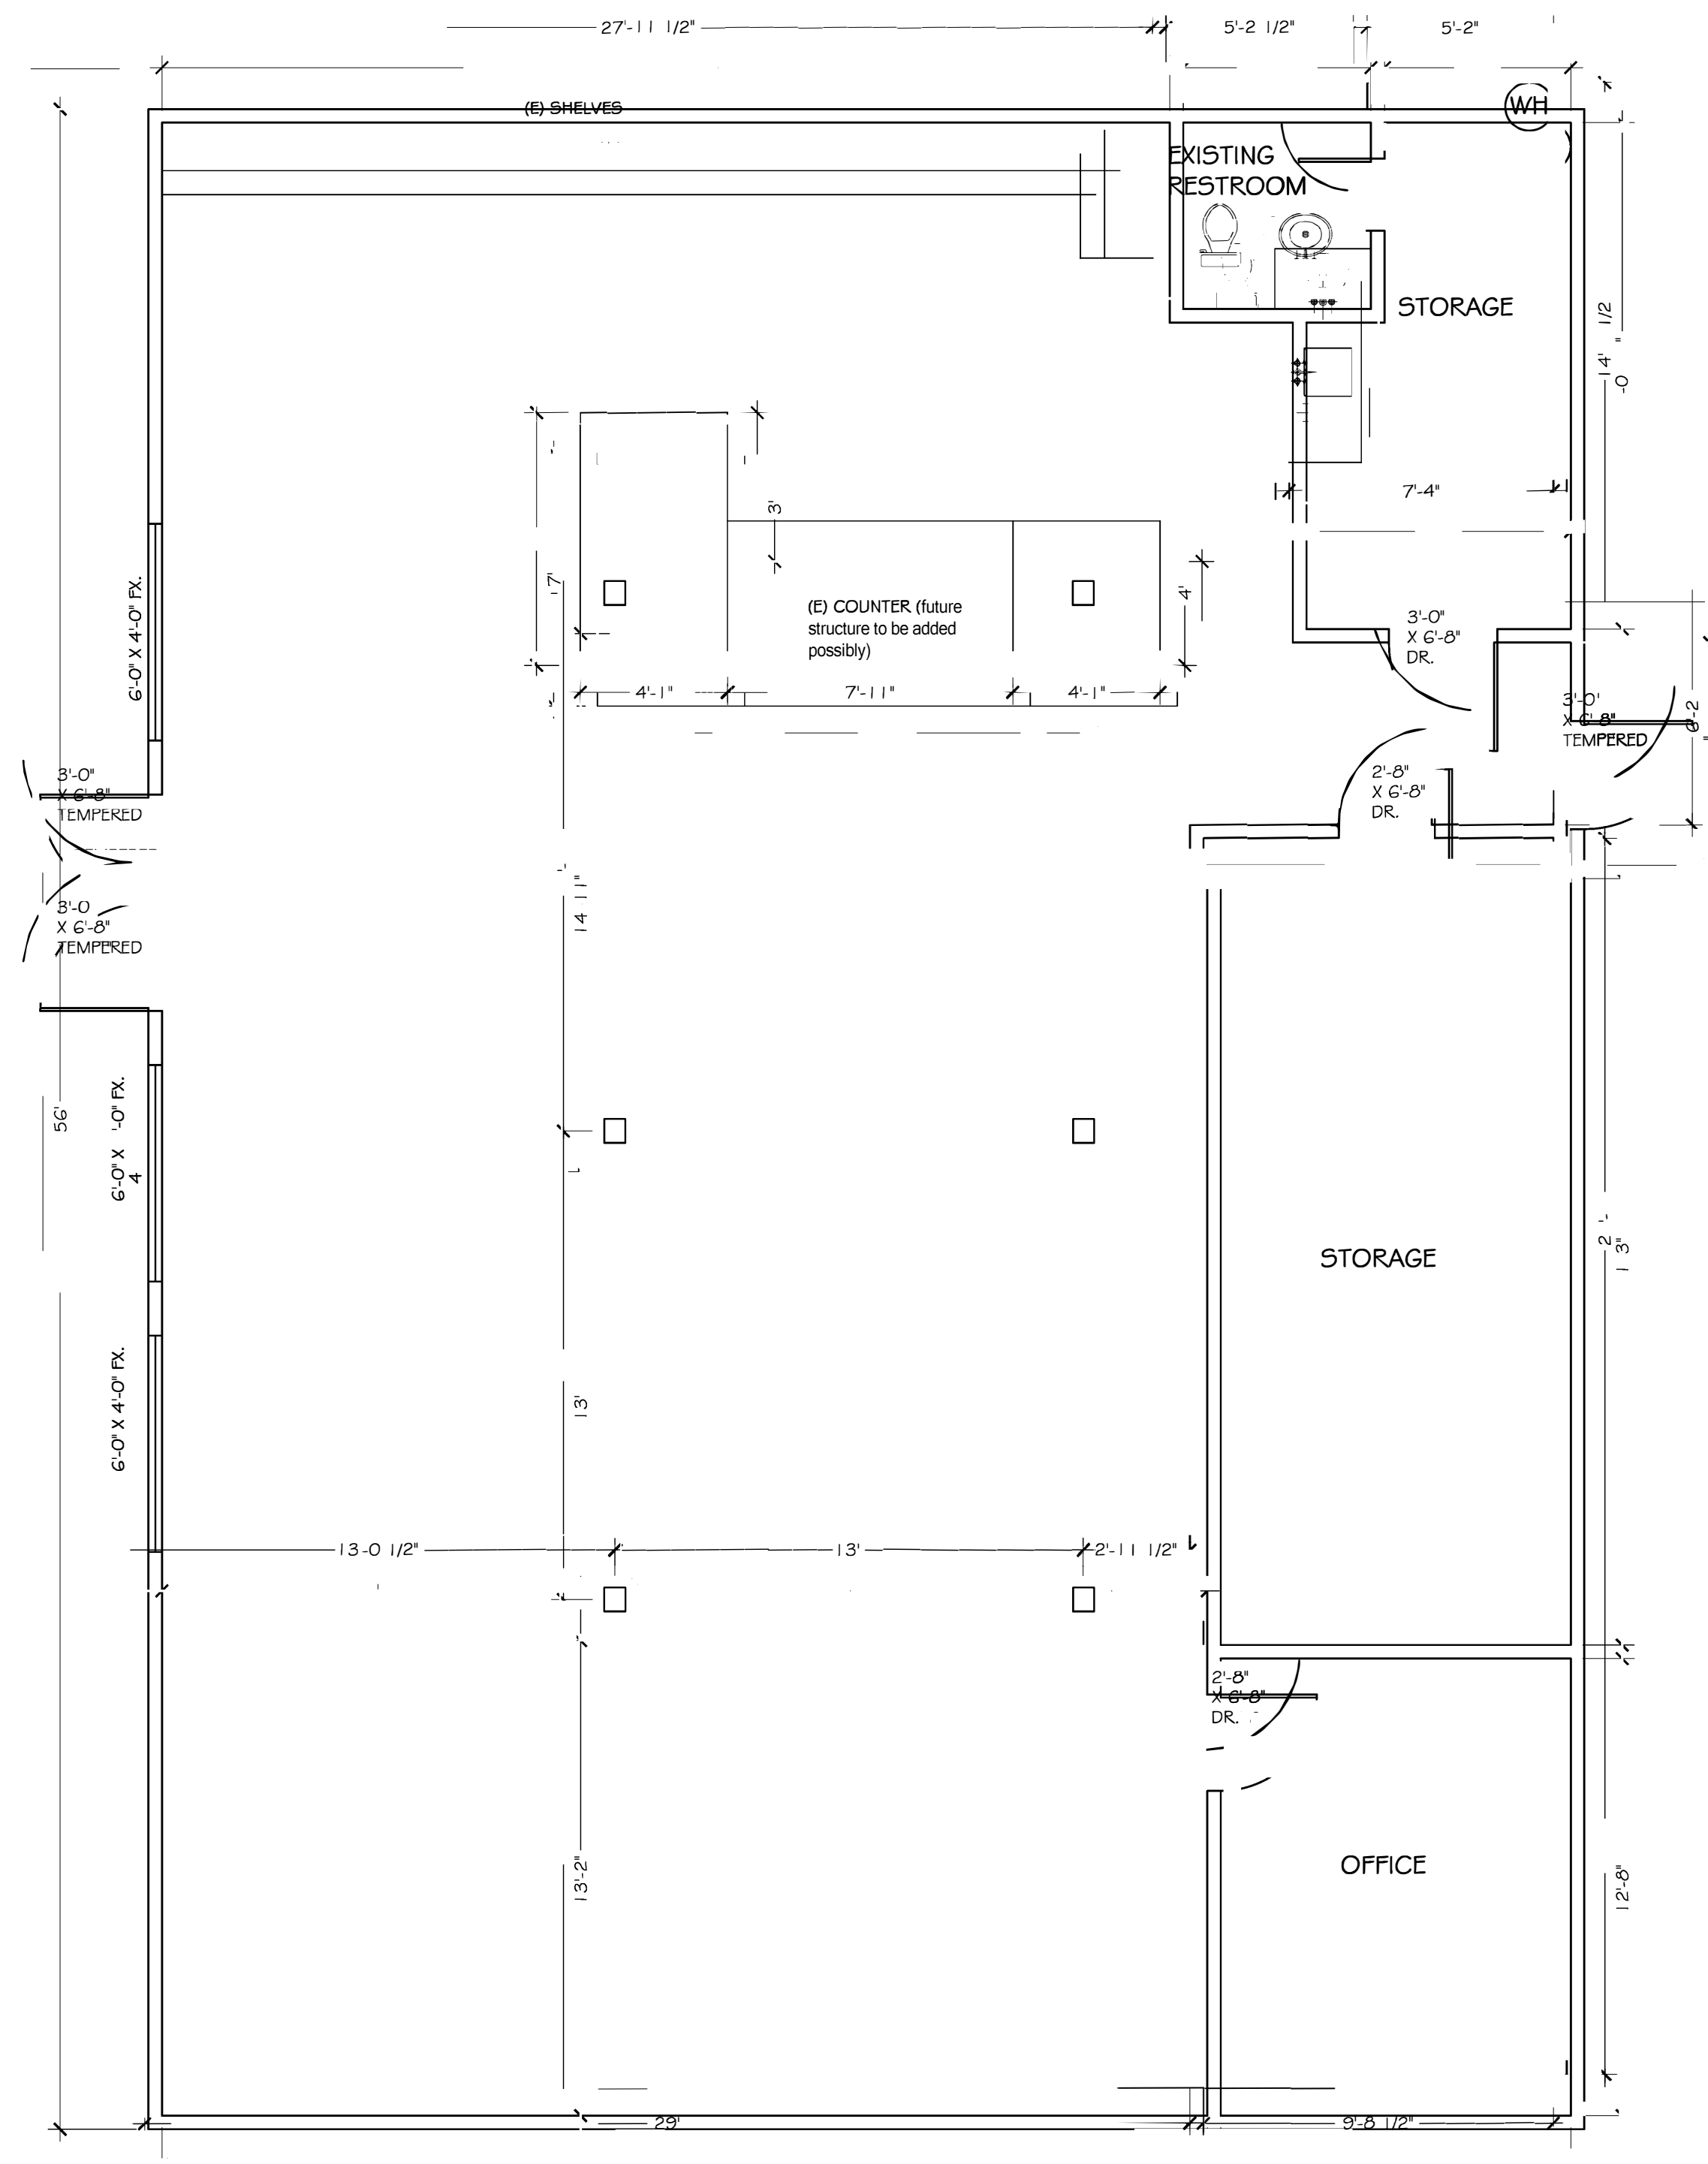 27'-11 1/2"
5'-2 1/2"
5'-2"
(E) SHELVES
WH
EXISTING
RESTROOM
STORAGE
14'
-0
1/2
"
7'-4"
3'
7'
4'
6'-0" X 4'-0" FX.
(E) COUNTER (future
structure to be added
possibly)
3'-0"
X 6'-8"
DR.
4'-1"
7'-11"
4'-1"
3'-0'
X 6'-8"
TEMPERED
6'-2
"
2'-8"
X 6'-8"
DR.
3'-0"
X 6'-8"
TEMPERED
14 11"
3'-0
X 6'-8"
TEMPERED
56'
6'-0" X '-0" FX.
4
STORAGE
2 -'
1 3"
6'-0" X 4'-0" FX.
13'
13'-0 1/2"
13'
2'-11 1/2"
2'-8"
X 6'-8"
DR.
OFFICE
13'-2"
12'-8"
29'
9'-8 1/2"